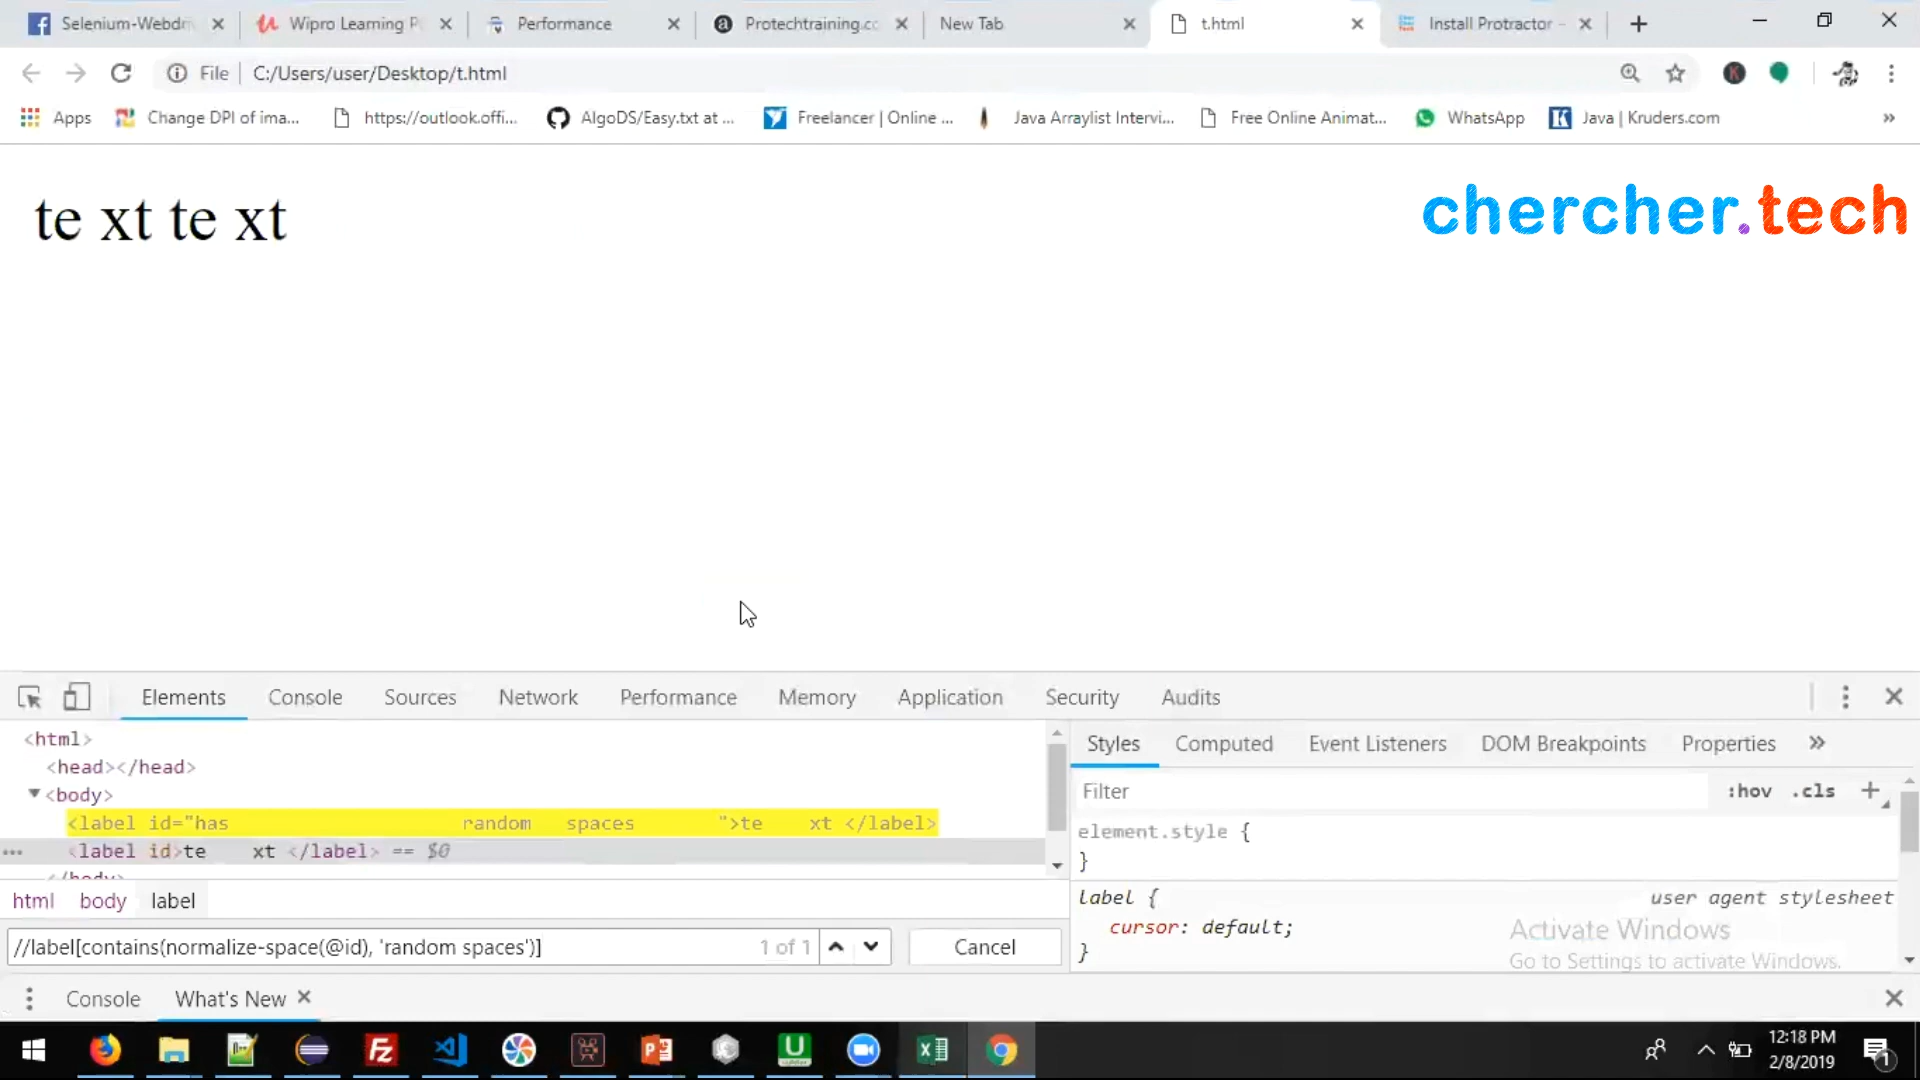 Selenium-Webdri
Wipro Learning P
Performance
Protechtraining.co
New Tab
t.html
Install Protractor -
File
C:/Users/user/Desktop/t.html
Apps
Change DPI of ima...
https://outlook.offi...
AlgoDS/Easy.txt at ...
Freelancer | Online ...
Java Arraylist Intervi...
Free Online Animat...
WhatsApp
Java | Kruders.com
»
te xt te xt
chercher.tech
Elements
Console
Sources
Network
Performance
Memory
Application
Security
Audits
<html>
<head></head>
<body>
<label id="has random spaces ">te xt </label>
<label id>te xt </label> == $0
html
body
label
//label[contains(normalize-space(@id), 'random spaces')]
1 of 1
Cancel
Styles
Computed
Event Listeners
DOM Breakpoints
Properties
»
Filter
:hov
.cls
element.style {
}
label {
user agent stylesheet
cursor: default;
}
Activate Windows
Go to Settings to activate Windows.
Console
What's New
12:18 PM
2/8/2019
1